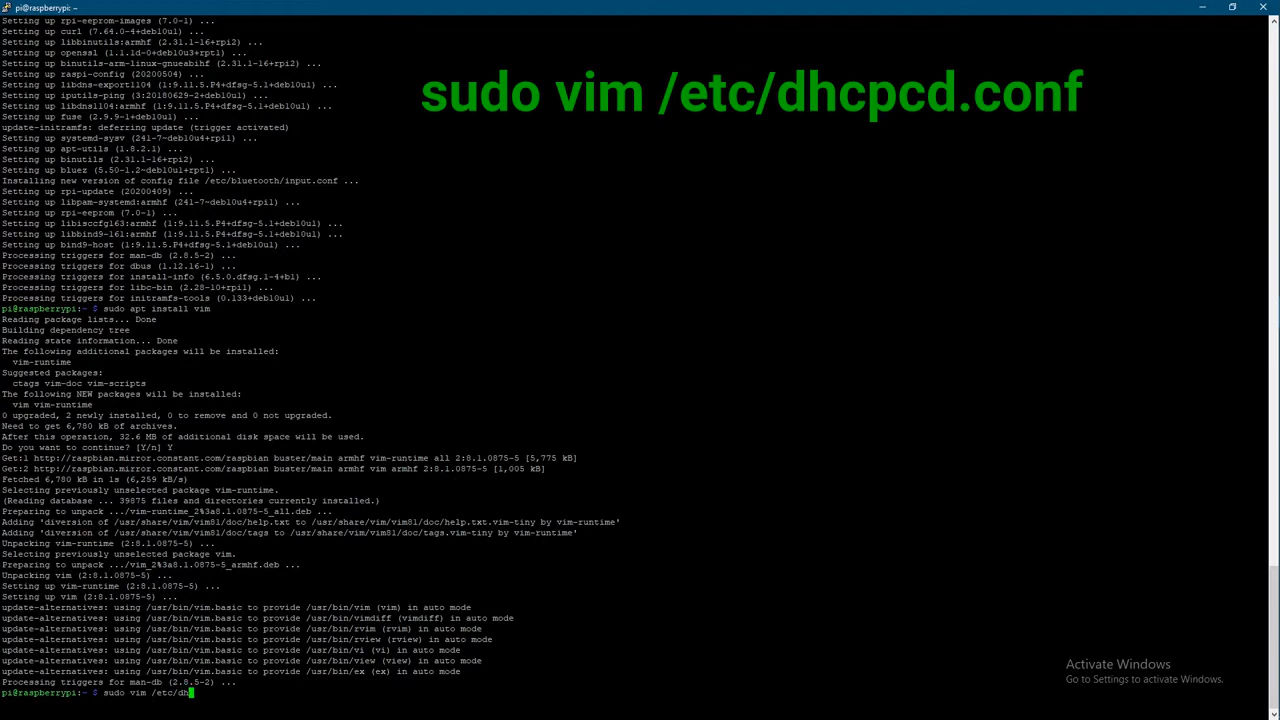 pi@raspberrypi: ~
Setting up rpi-eeprom-images (7.0-1) ...
Setting up curl (7.64.0-4+deb10u1) ...
Setting up libbinutils:armhf (2.31.1-16+rpi2) ...
Setting up openssl (1.1.1d-0+deb10u3+rpt1) ...
Setting up binutils-arm-linux-gnueabihf (2.31.1-16+rpi2) ...
Setting up raspi-config (20200504) ...
Setting up libdns-export1104 (1:9.11.5.P4+dfsg-5.1+deb10u1) ...
Setting up iputils-ping (3:20180629-2+deb10u1) ...
Setting up libdns1104:armhf (1:9.11.5.P4+dfsg-5.1+deb10u1) ...
Setting up fuse (2.9.9-1+deb10u1) ...
update-initramfs: deferring update (trigger activated)
Setting up systemd-sysv (241-7~deb10u4+rpi1) ...
Setting up apt-utils (1.8.2.1) ...
Setting up binutils (2.31.1-16+rpi2) ...
Setting up bluez (5.50-1.2~deb10u1+rpt1) ...
Installing new version of config file /etc/bluetooth/input.conf ...
Setting up rpi-update (20200409) ...
Setting up libpam-systemd:armhf (241-7~deb10u4+rpi1) ...
Setting up rpi-eeprom (7.0-1) ...
Setting up libisccfg163:armhf (1:9.11.5.P4+dfsg-5.1+deb10u1) ...
Setting up libbind9-161:armhf (1:9.11.5.P4+dfsg-5.1+deb10u1) ...
Setting up bind9-host (1:9.11.5.P4+dfsg-5.1+deb10u1) ...
Processing triggers for man-db (2.8.5-2) ...
Processing triggers for dbus (1.12.16-1) ...
Processing triggers for install-info (6.5.0.dfsg.1-4+b1) ...
Processing triggers for libc-bin (2.28-10+rpi1) ...
Processing triggers for initramfs-tools (0.133+deb10u1) ...
pi@raspberrypi:~ $ sudo apt install vim
Reading package lists... Done
Building dependency tree
Reading state information... Done
The following additional packages will be installed:
vim-runtime
Suggested packages:
ctags vim-doc vim-scripts
The following NEW packages will be installed:
vim vim-runtime
0 upgraded, 2 newly installed, 0 to remove and 0 not upgraded.
Need to get 6,780 kB of archives.
After this operation, 32.6 MB of additional disk space will be used.
Do you want to continue? [Y/n] Y
Get:1 http://raspbian.mirror.constant.com/raspbian buster/main armhf vim-runtime all 2:8.1.0875-5 [5,775 kB]
Get:2 http://raspbian.mirror.constant.com/raspbian buster/main armhf vim armhf 2:8.1.0875-5 [1,005 kB]
Fetched 6,780 kB in 1s (6,259 kB/s)
Selecting previously unselected package vim-runtime.
(Reading database ... 39875 files and directories currently installed.)
Preparing to unpack .../vim-runtime_2%3a8.1.0875-5_all.deb ...
Adding 'diversion of /usr/share/vim/vim81/doc/help.txt to /usr/share/vim/vim81/doc/help.txt.vim-tiny by vim-runtime'
Adding 'diversion of /usr/share/vim/vim81/doc/tags to /usr/share/vim/vim81/doc/tags.vim-tiny by vim-runtime'
Unpacking vim-runtime (2:8.1.0875-5) ...
Selecting previously unselected package vim.
Preparing to unpack .../vim_2%3a8.1.0875-5_armhf.deb ...
Unpacking vim (2:8.1.0875-5) ...
Setting up vim-runtime (2:8.1.0875-5) ...
Setting up vim (2:8.1.0875-5) ...
update-alternatives: using /usr/bin/vim.basic to provide /usr/bin/vim (vim) in auto mode
update-alternatives: using /usr/bin/vim.basic to provide /usr/bin/vimdiff (vimdiff) in auto mode
update-alternatives: using /usr/bin/vim.basic to provide /usr/bin/rvim (rvim) in auto mode
update-alternatives: using /usr/bin/vim.basic to provide /usr/bin/rview (rview) in auto mode
update-alternatives: using /usr/bin/vim.basic to provide /usr/bin/vi (vi) in auto mode
update-alternatives: using /usr/bin/vim.basic to provide /usr/bin/view (view) in auto mode
update-alternatives: using /usr/bin/vim.basic to provide /usr/bin/ex (ex) in auto mode
Processing triggers for man-db (2.8.5-2) ...
pi@raspberrypi:~ $ sudo vim /etc/dh
sudo vim /etc/dhcpcd.conf
Activate Windows
Go to Settings to activate Windows.